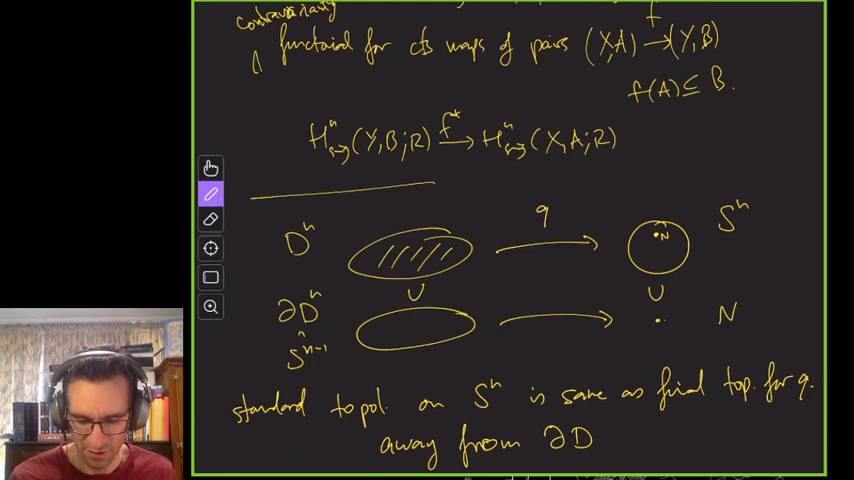 contravariantly
functorial for cts maps of pairs (X,A) →f (Y,B)
f(A) ⊆ B.
Hⁿsing(Y,B;R) →f* Hⁿsing(X,A;R)
Dⁿ q N Sⁿ
∪ ∪
∂Dⁿ N
Sⁿ⁻¹
standard topol. on Sⁿ is same as final top. for q.
away from ∂D